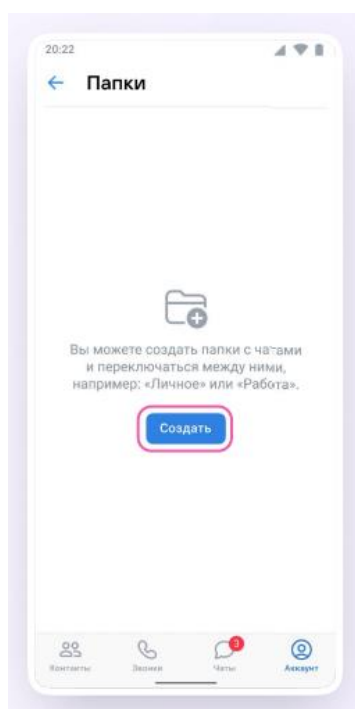 20:22
Папки
Вы можете создать папки с чатами
и переключаться между ними,
например: «Личное» или «Работа».
Создать
3
Контакты Звонки Чаты Аккаунт